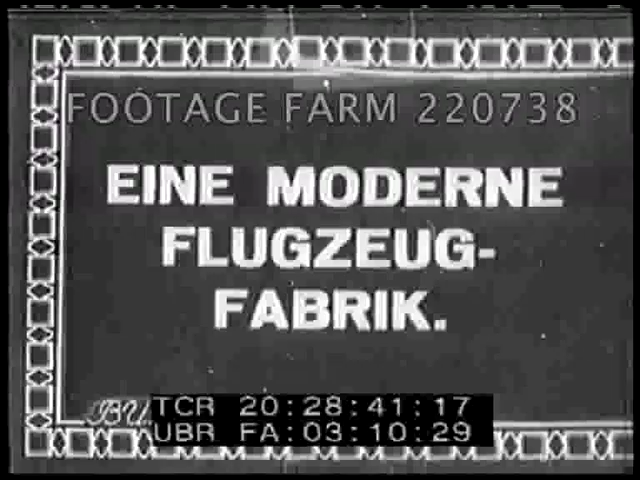 FOOTAGE FARM 220738
EINE MODERNE
FLUGZEUG-
FABRIK.
TCR 20:28:41:17
UBR FA:03:10:29